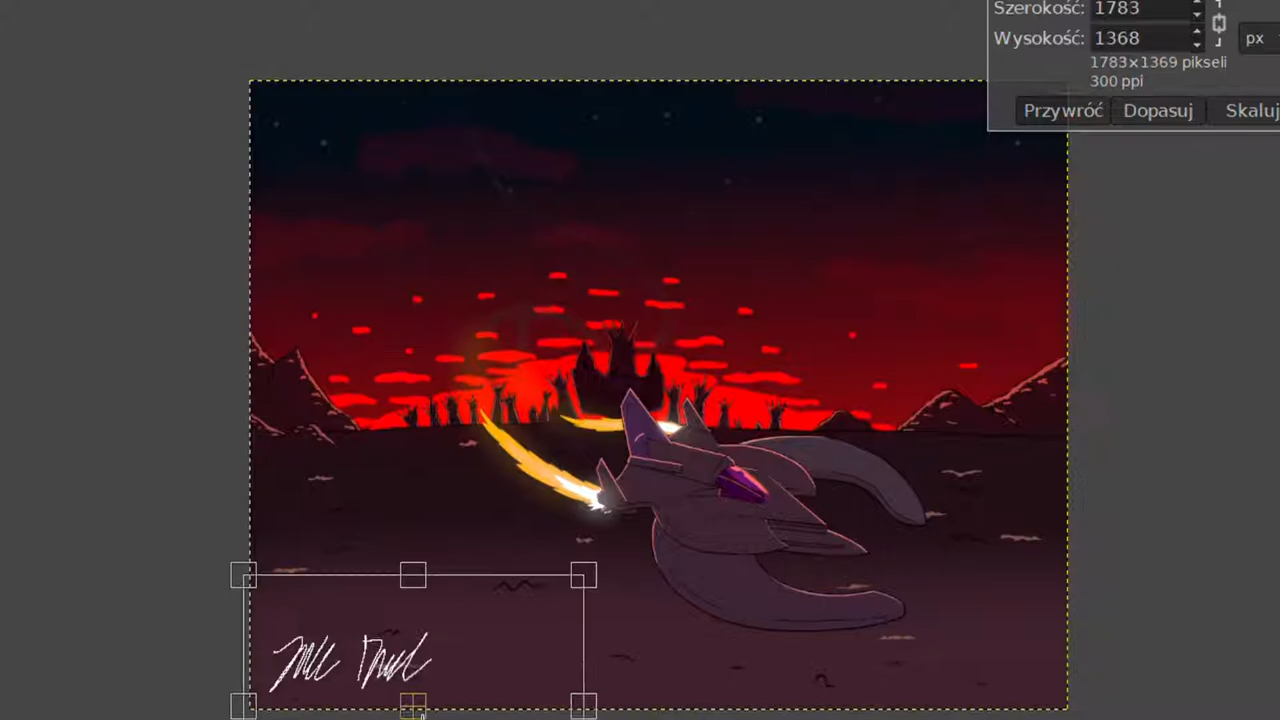 Szerokość: 1783
Wysokość: 1368 px
1783×1369 pikseli
300 ppi
Przywróć Dopasuj Skaluj